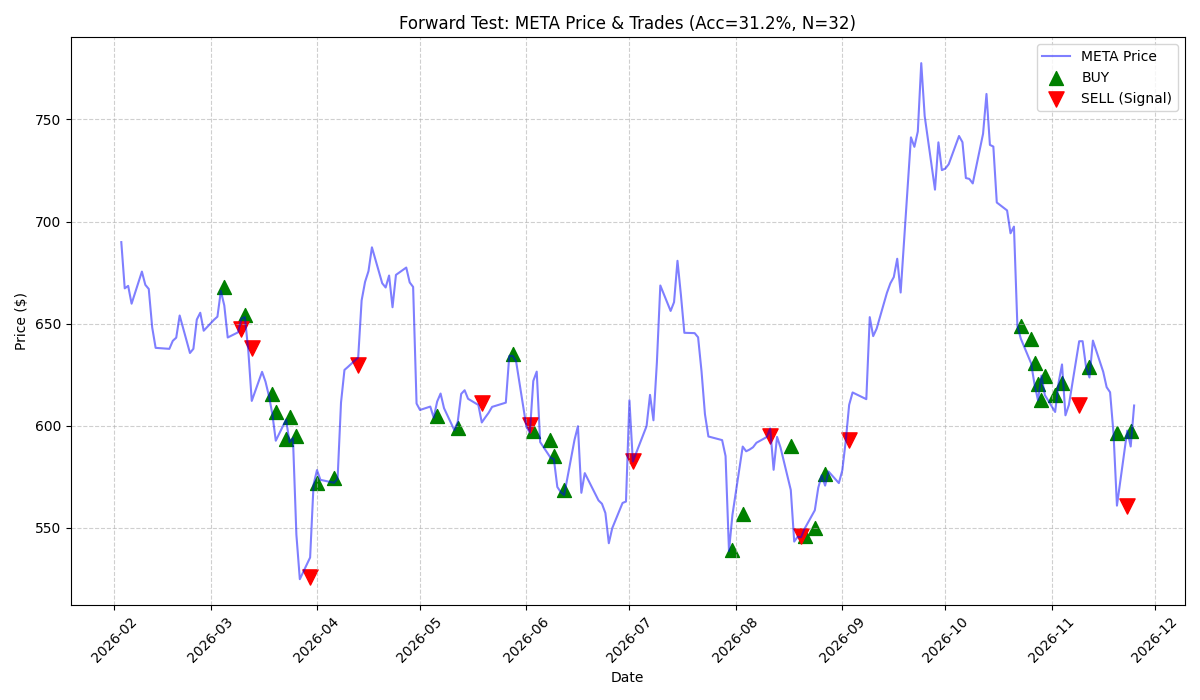 Forward Test: META Price & Trades (Acc=31.2%, N=32)
META Price
BUY
SELL (Signal)
Price ($)
750
700
650
600
550
2026-02
2026-03
2026-04
2026-05
2026-06
2026-07
2026-08
2026-09
2026-10
2026-11
2026-12
Date